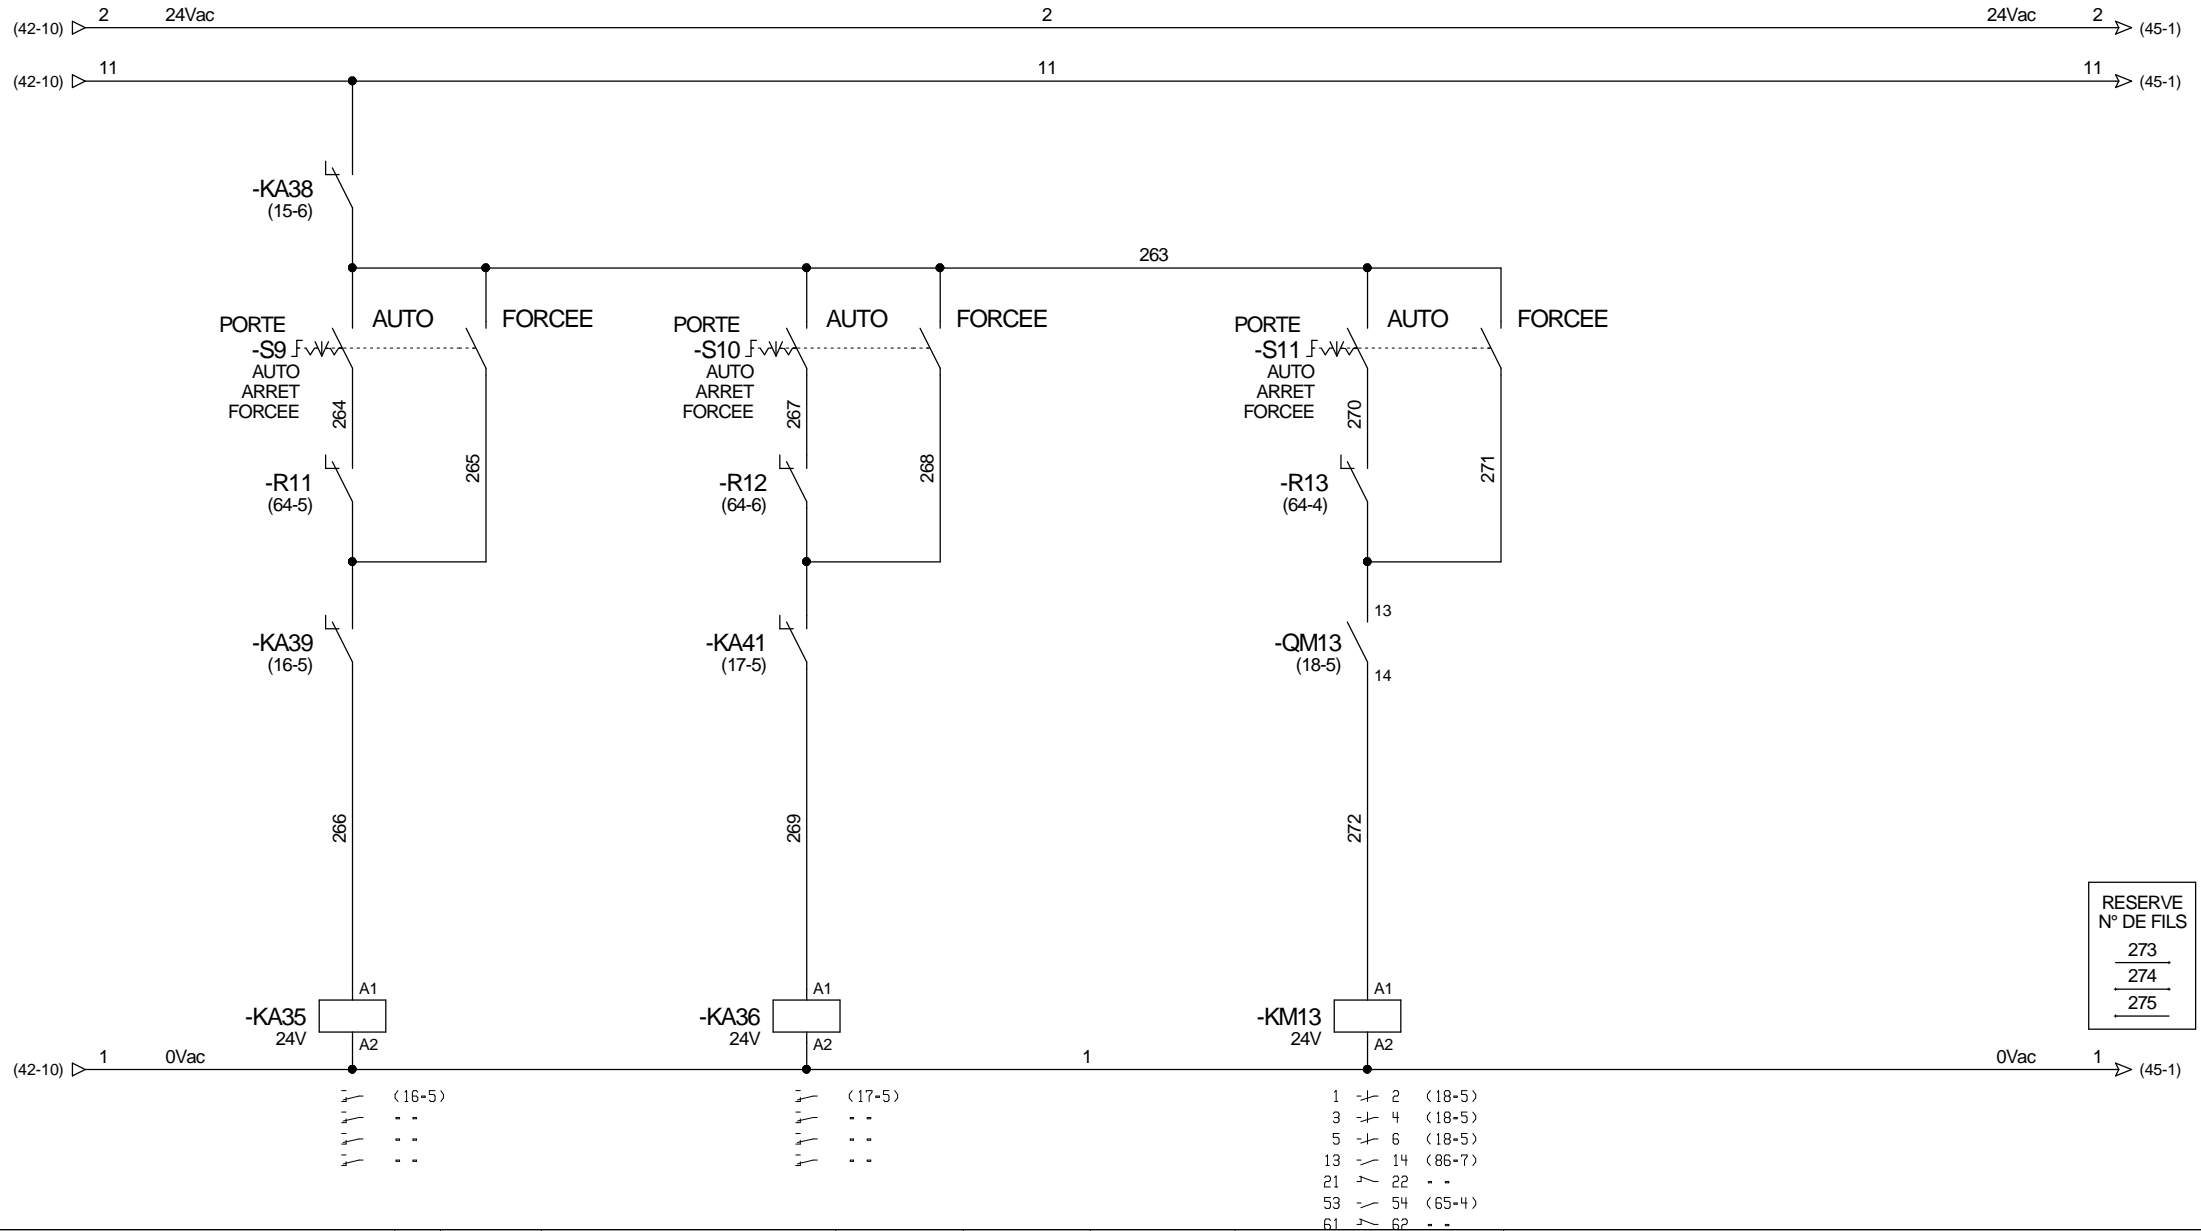 2 24Vac 2 24Vac 2
(42-10) (45-1)
11 11 11
(42-10) (45-1)
-KA38
(15-6)
263
PORTE AUTO FORCEE
-S9
AUTO
ARRET
FORCEE
264
265
-R11
(64-5)
-KA39
(16-5)
266
A1
-KA35
24V
A2
PORTE AUTO FORCEE
-S10
AUTO
ARRET
FORCEE
267
268
-R12
(64-6)
-KA41
(17-5)
269
A1
-KA36
24V
A2
PORTE AUTO FORCEE
-S11
AUTO
ARRET
FORCEE
270
271
-R13
(64-4)
13
-QM13
(18-5)
14
272
A1
-KM13
24V
A2
RESERVE
N° DE FILS
273
274
275
1 0Vac 1 0Vac 1
(42-10) (45-1)
(16-5)
- -
- -
- -
(17-5)
- -
- -
- -
1 2 (18-5)
3 4 (18-5)
5 6 (18-5)
13 14 (86-7)
21 22 - -
53 54 (65-4)
61 62 - -